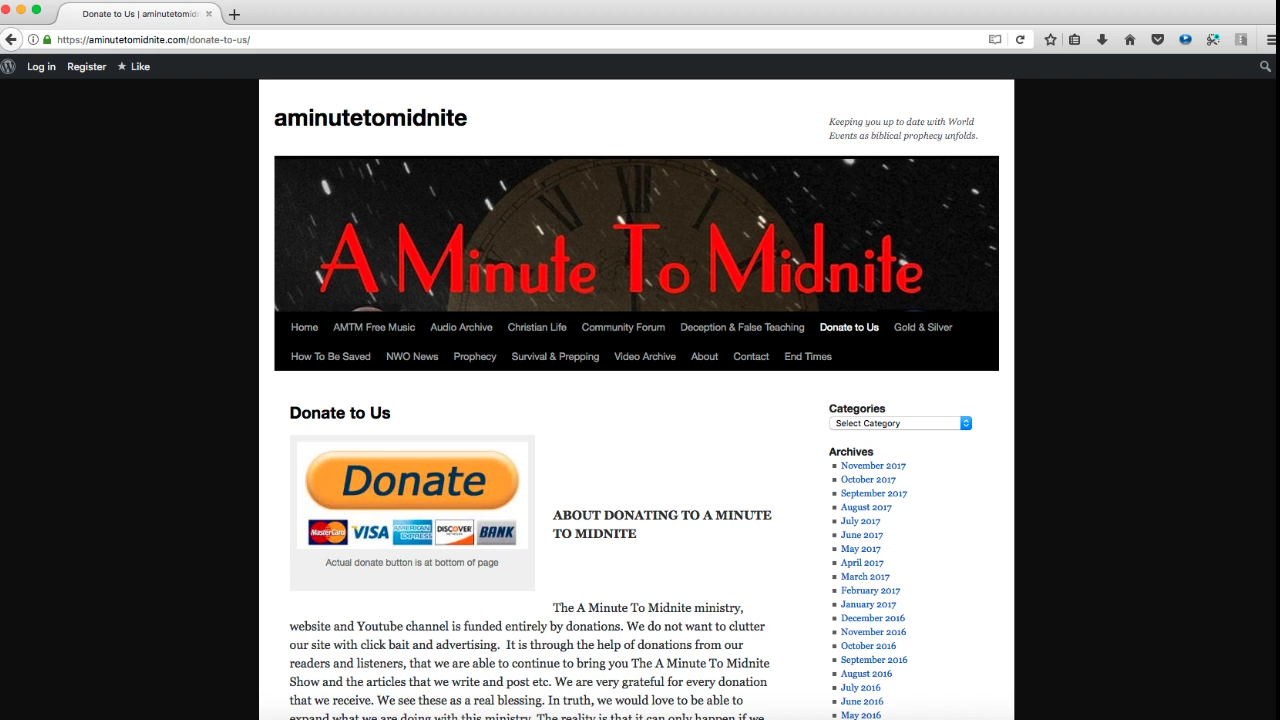 Donate to Us | aminutetomidn
https://aminutetomidnite.com/donate-to-us/
Log in Register Like
aminutetomidnite
Keeping you up to date with World
Events as biblical prophecy unfolds.
A Minute To Midnite
Home AMTM Free Music Audio Archive Christian Life Community Forum Deception & False Teaching Donate to Us Gold & Silver
How To Be Saved NWO News Prophecy Survival & Prepping Video Archive About Contact End Times
Donate to Us
Donate
MasterCard VISA AMERICAN EXPRESS DISCOVER BANK
Actual donate button is at bottom of page
ABOUT DONATING TO A MINUTE
TO MIDNITE
The A Minute To Midnite ministry,
website and Youtube channel is funded entirely by donations. We do not want to clutter
our site with click bait and advertising.  It is through the help of donations from our
readers and listeners, that we are able to continue to bring you The A Minute To Midnite
Show and the articles that we write and post etc. We are very grateful for every donation
that we receive. We see these as a real blessing. In truth, we would love to be able to
expand what we are doing with this ministry. The reality is that it can only happen if we
Categories
Select Category
Archives
November 2017
October 2017
September 2017
August 2017
July 2017
June 2017
May 2017
April 2017
March 2017
February 2017
January 2017
December 2016
November 2016
October 2016
September 2016
August 2016
July 2016
June 2016
May 2016